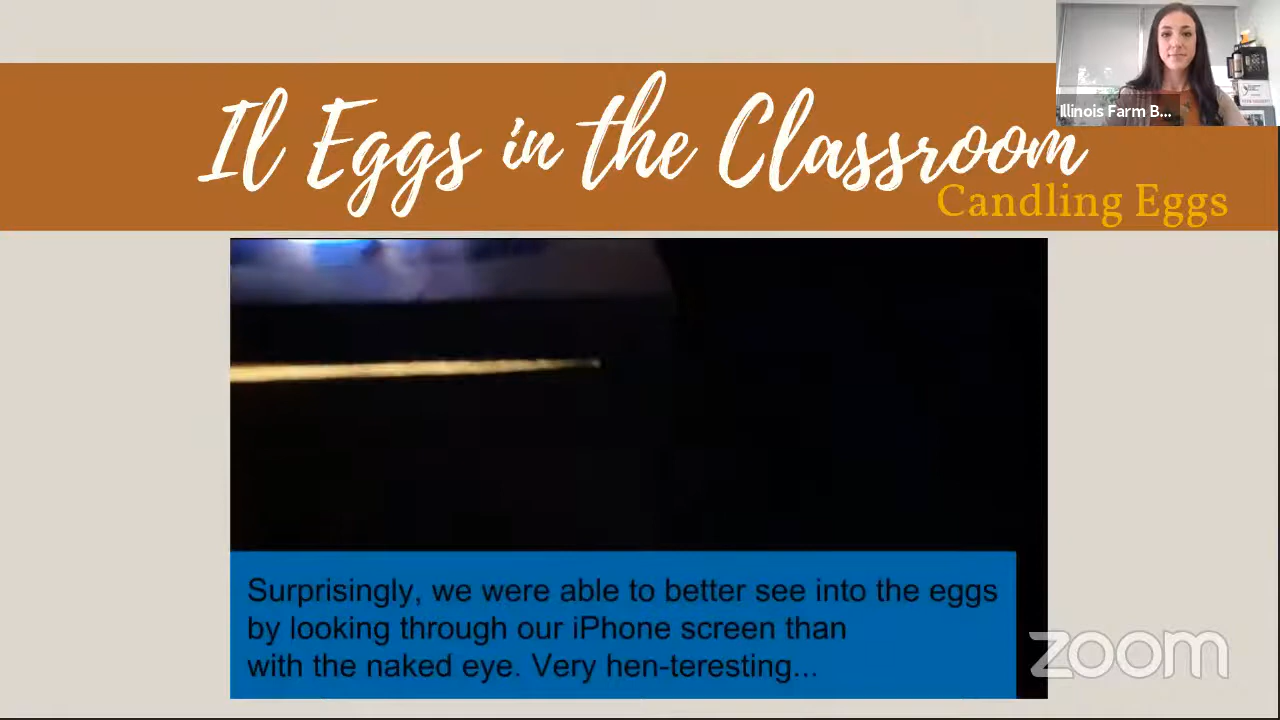 Il Eggs in the Classroom
Illinois Farm B...
Candling Eggs
Surprisingly, we were able to better see into the eggs
by looking through our iPhone screen than
with the naked eye. Very hen-teresting...
zoom